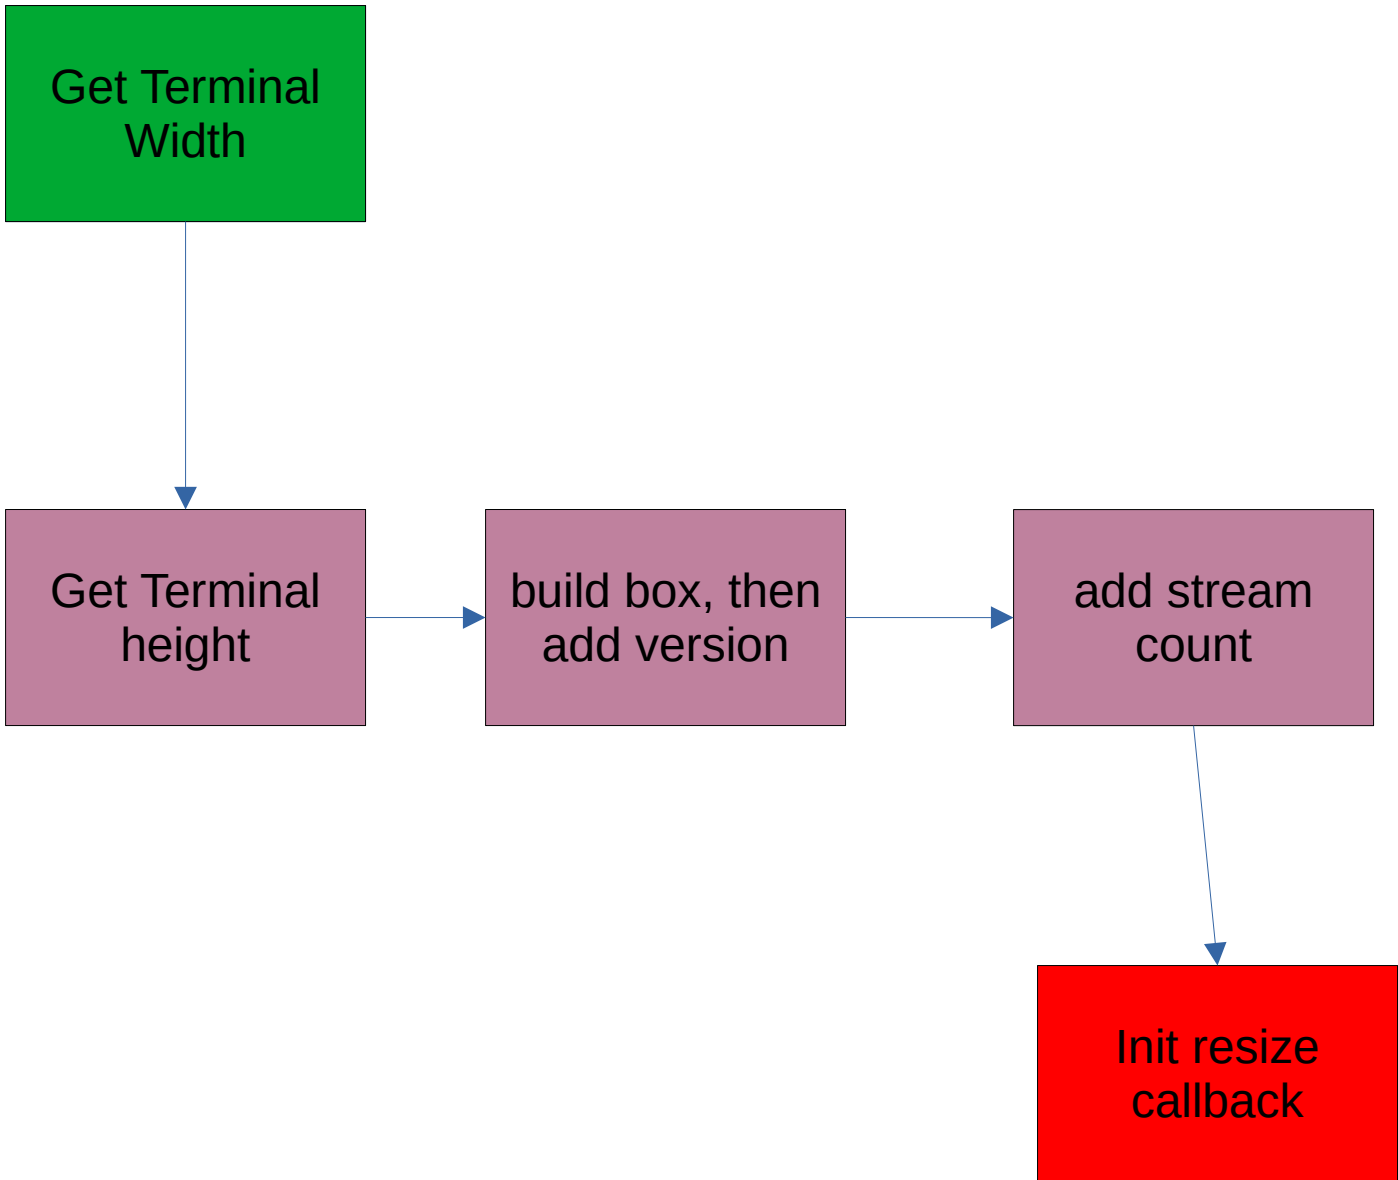 Get Terminal
Width
Get Terminal
height
build box, then
add version
add stream
count
Init resize
callback